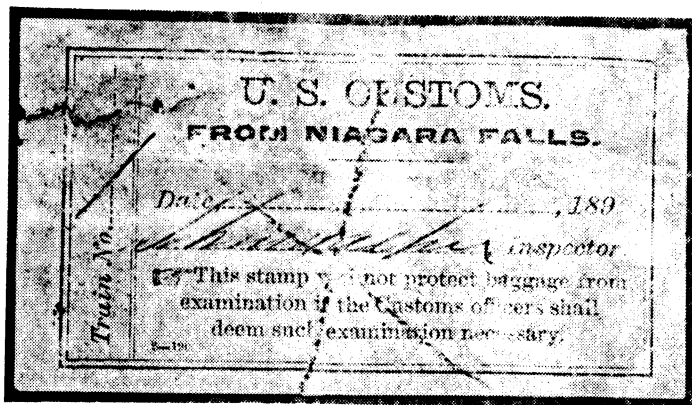 U. S. CUSTOMS.
FROM NIAGARA FALLS.
Date , 189
Inspector
☞ This stamp will not protect baggage from
examination if the Customs officers shall
deem such examination necessary.
Train No.